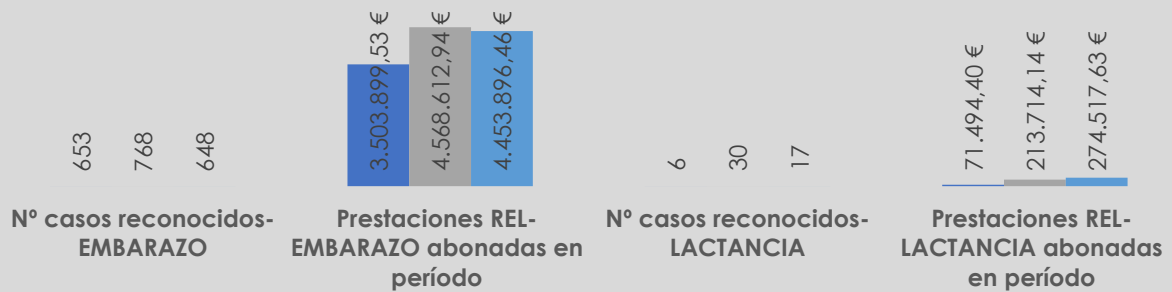 653
768
648
3.503.899,53 €
4.568.612,94 €
4.453.896,46 €
6
30
17
71.494,40 €
213.714,14 €
274.517,63 €
Nº casos reconocidos-
EMBARAZO
Prestaciones REL-
EMBARAZO abonadas en
período
Nº casos reconocidos-
LACTANCIA
Prestaciones REL-
LACTANCIA abonadas
en período